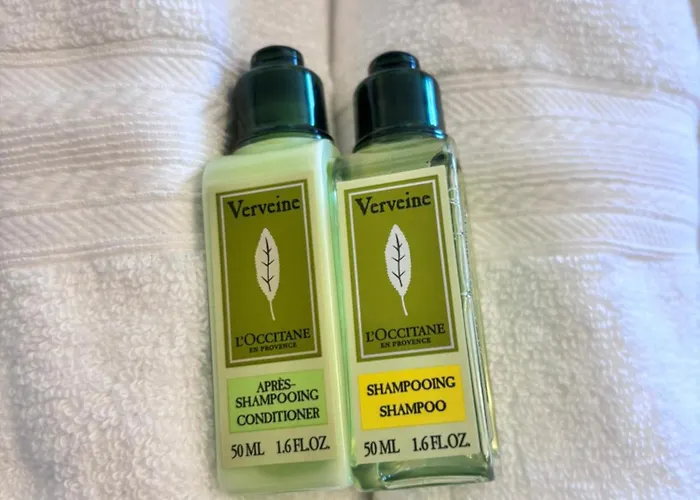 Verveine
L'OCCITANE
EN PROVENCE
APRÈS-
SHAMPOOING
CONDITIONER
50 ML 1.6 FL.OZ.
Verveine
L'OCCITANE
EN PROVENCE
SHAMPOOING
SHAMPOO
50 ML 1.6 FL.OZ.